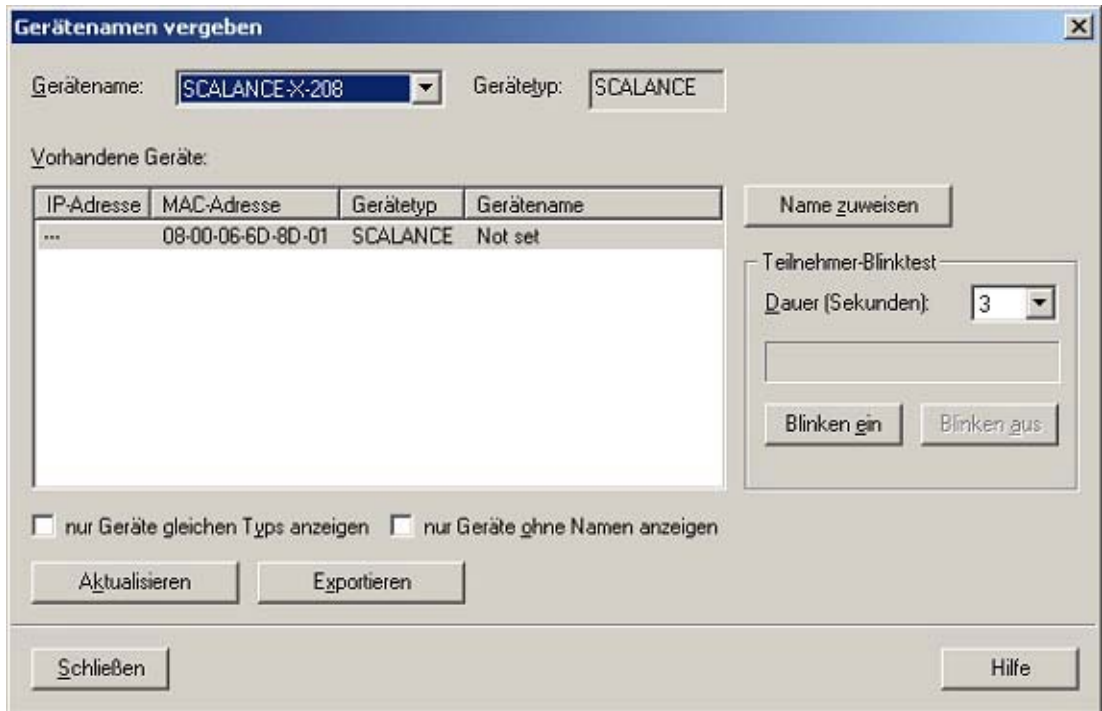 Gerätenamen vergeben
Gerätename: SCALANCE-X-208 Gerätetyp: SCALANCE
Vorhandene Geräte:
IP-Adresse MAC-Adresse Gerätetyp Gerätename
--- 08-00-06-6D-8D-01 SCALANCE Not set
Name zuweisen
Teilnehmer-Blinktest
Dauer (Sekunden): 3
Blinken ein Blinken aus
nur Geräte gleichen Typs anzeigen nur Geräte ohne Namen anzeigen
Aktualisieren Exportieren
Schließen Hilfe